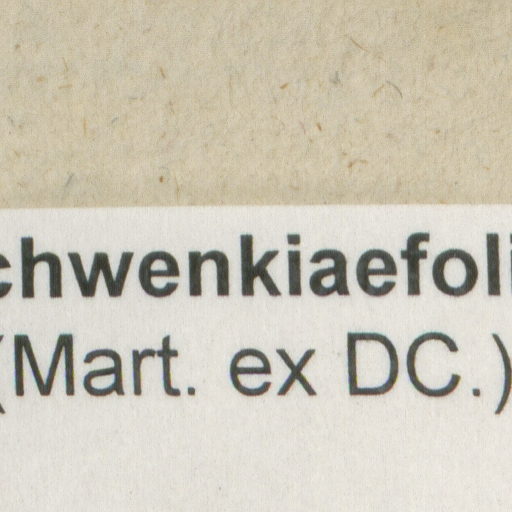 chwenkiaefoli
(Mart. ex DC.)